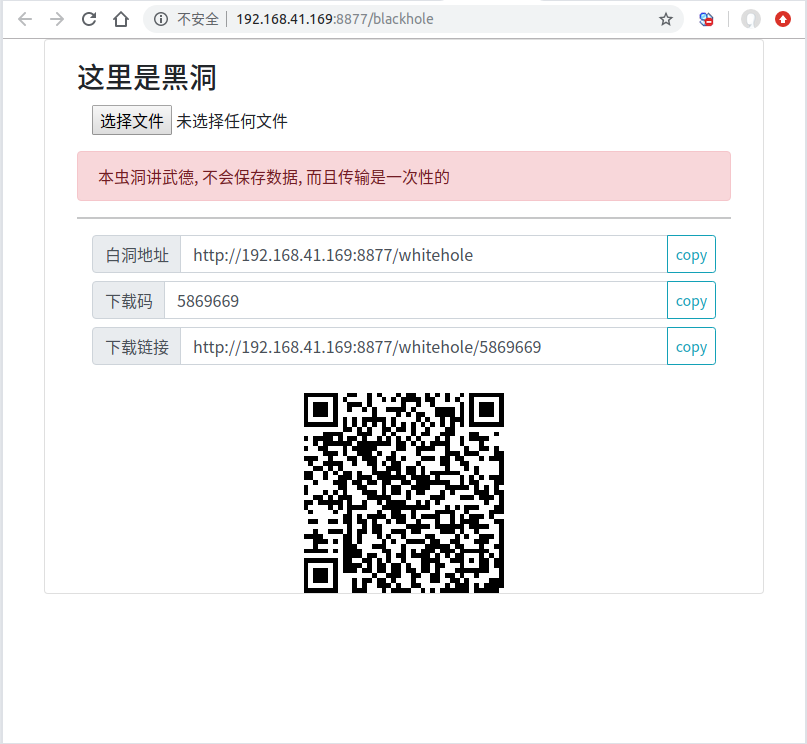 不安全 192.168.41.169:8877/blackhole
这里是黑洞
选择文件 未选择任何文件
本虫洞讲武德, 不会保存数据, 而且传输是一次性的
白洞地址 http://192.168.41.169:8877/whitehole copy
下载码 5869669 copy
下载链接 http://192.168.41.169:8877/whitehole/5869669 copy